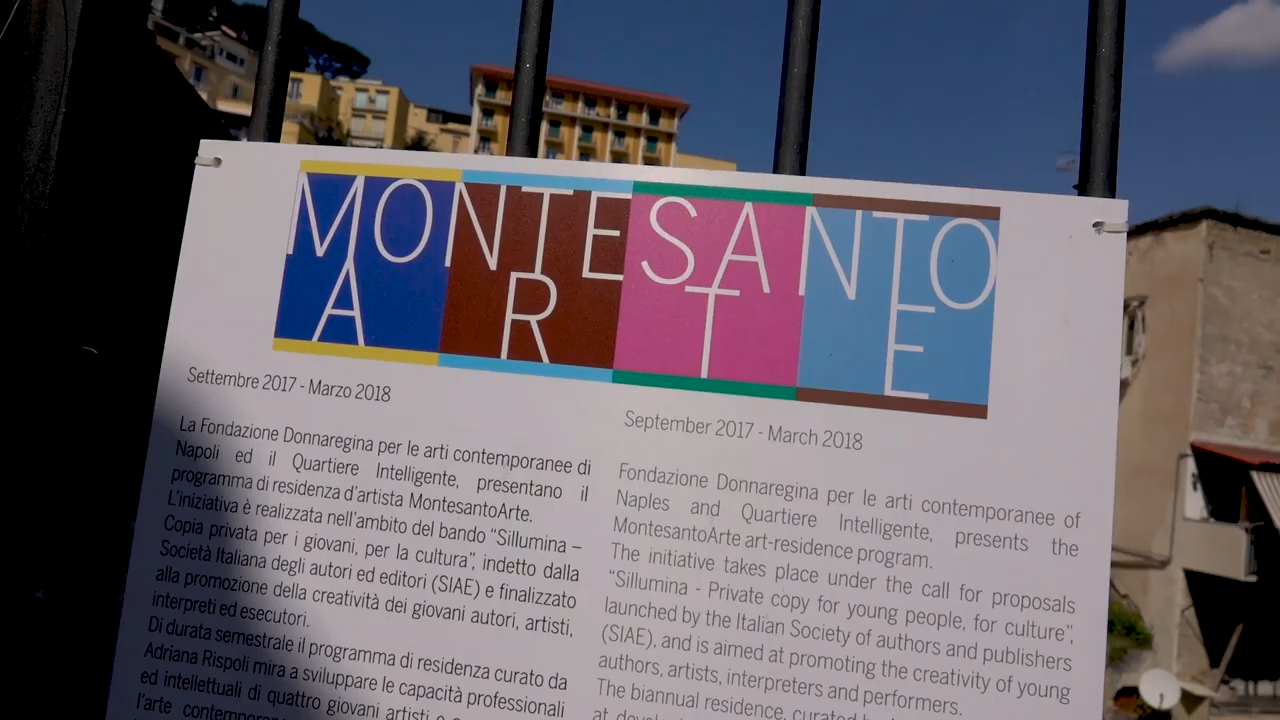 MONTESANTO
ARTE
Settembre 2017 - Marzo 2018
La Fondazione Donnaregina per le arti contemporanee di
Napoli ed il Quartiere Intelligente, presentano il
programma di residenza d'artista MontesantoArte.
L'iniziativa è realizzata nell'ambito del bando "Sillumina –
Copia privata per i giovani, per la cultura", indetto dalla
Società Italiana degli autori ed editori (SIAE) e finalizzato
alla promozione della creatività dei giovani autori, artisti,
interpreti ed esecutori.
Di durata semestrale il programma di residenza curato da
Adriana Rispoli mira a sviluppare le capacità professionali
ed intellettuali di quattro giovani artisti
l'arte
September 2017 - March 2018
Fondazione Donnaregina per le arti contemporanee of
Naples and Quartiere Intelligente, presents the
MontesantoArte art-residence program.
The initiative takes place under the call for proposals
"Sillumina - Private copy for young people, for culture",
launched by the Italian Society of authors and publishers
(SIAE), and is aimed at promoting the creativity of young
authors, artists, interpreters and performers.
The biannual residence, curated
at